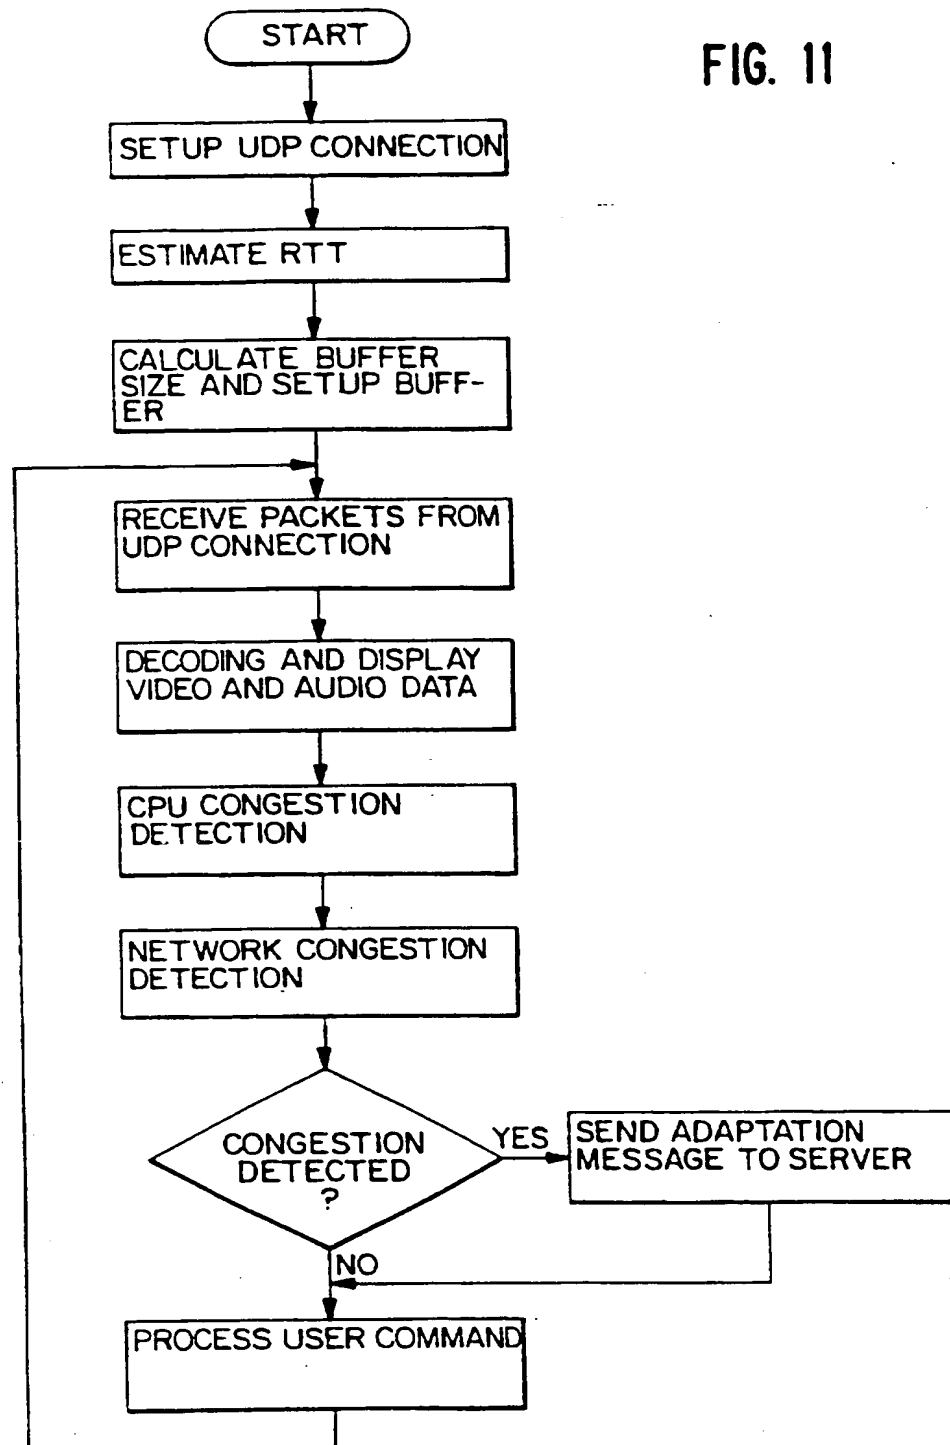 START
FIG. 11
SETUP UDP CONNECTION
ESTIMATE RTT
CALCULATE BUFFER
SIZE AND SETUP BUFF-
ER
RECEIVE PACKETS FROM
UDP CONNECTION
DECODING AND DISPLAY
VIDEO AND AUDIO DATA
CPU CONGESTION
DETECTION
NETWORK CONGESTION
DETECTION
CONGESTION
DETECTED
?
YES
SEND ADAPTATION
MESSAGE TO SERVER
NO
PROCESS USER COMMAND